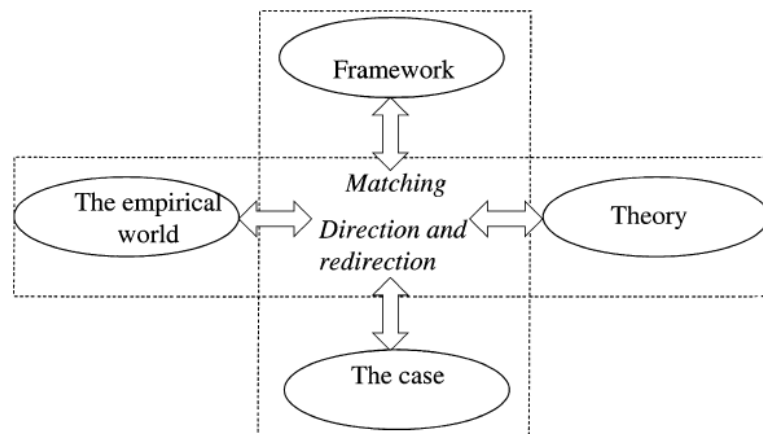 Framework
Matching
The empirical
world
Direction and
redirection
Theory
The case